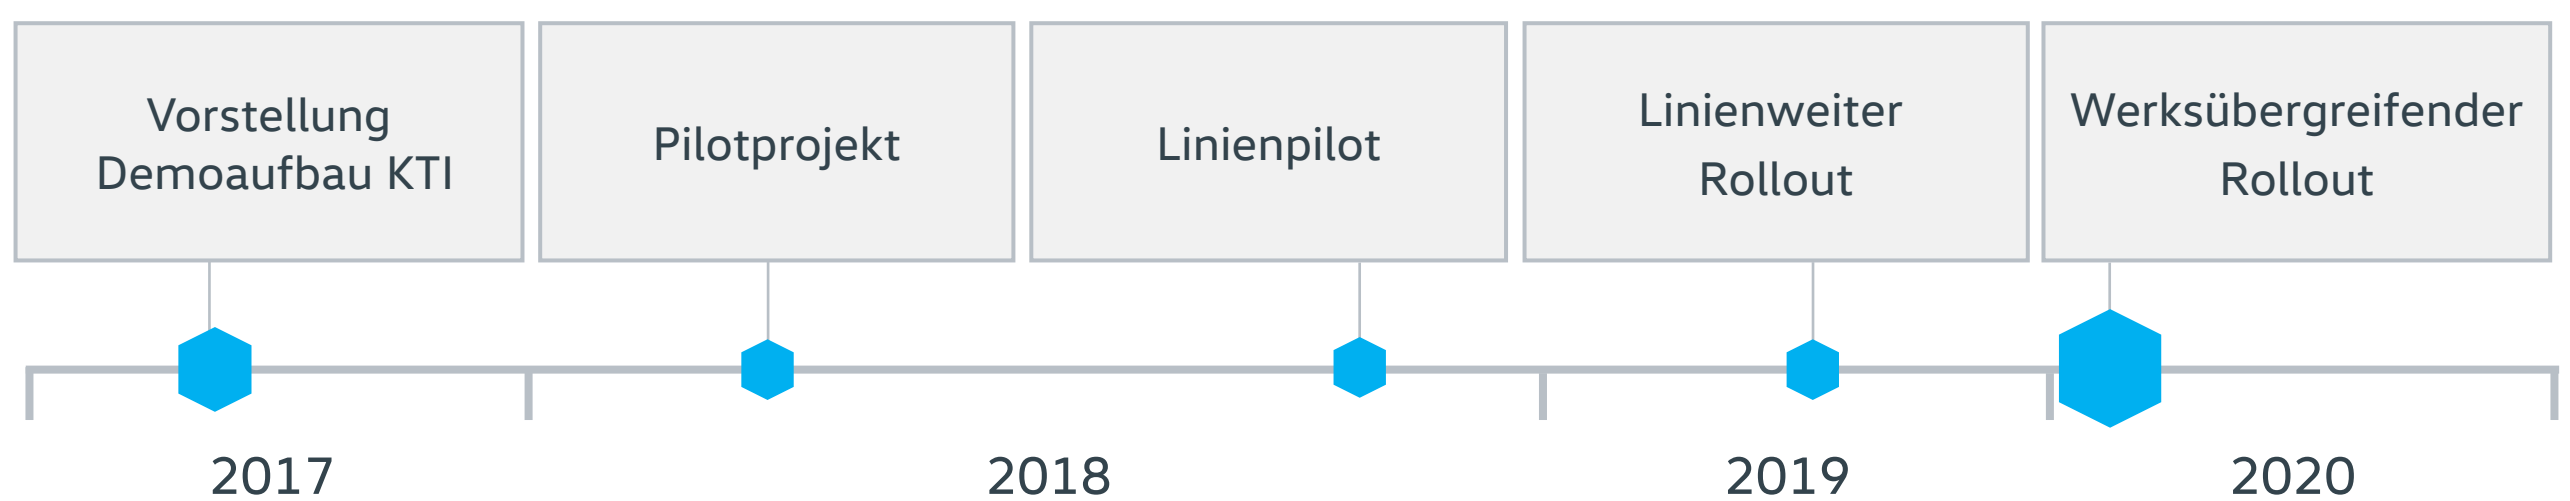 Vorstellung
Demoaufbau KTI
Pilotprojekt
Linienpilot
Linienweiter
Rollout
Werksübergreifender
Rollout
2017
2018
2019
2020